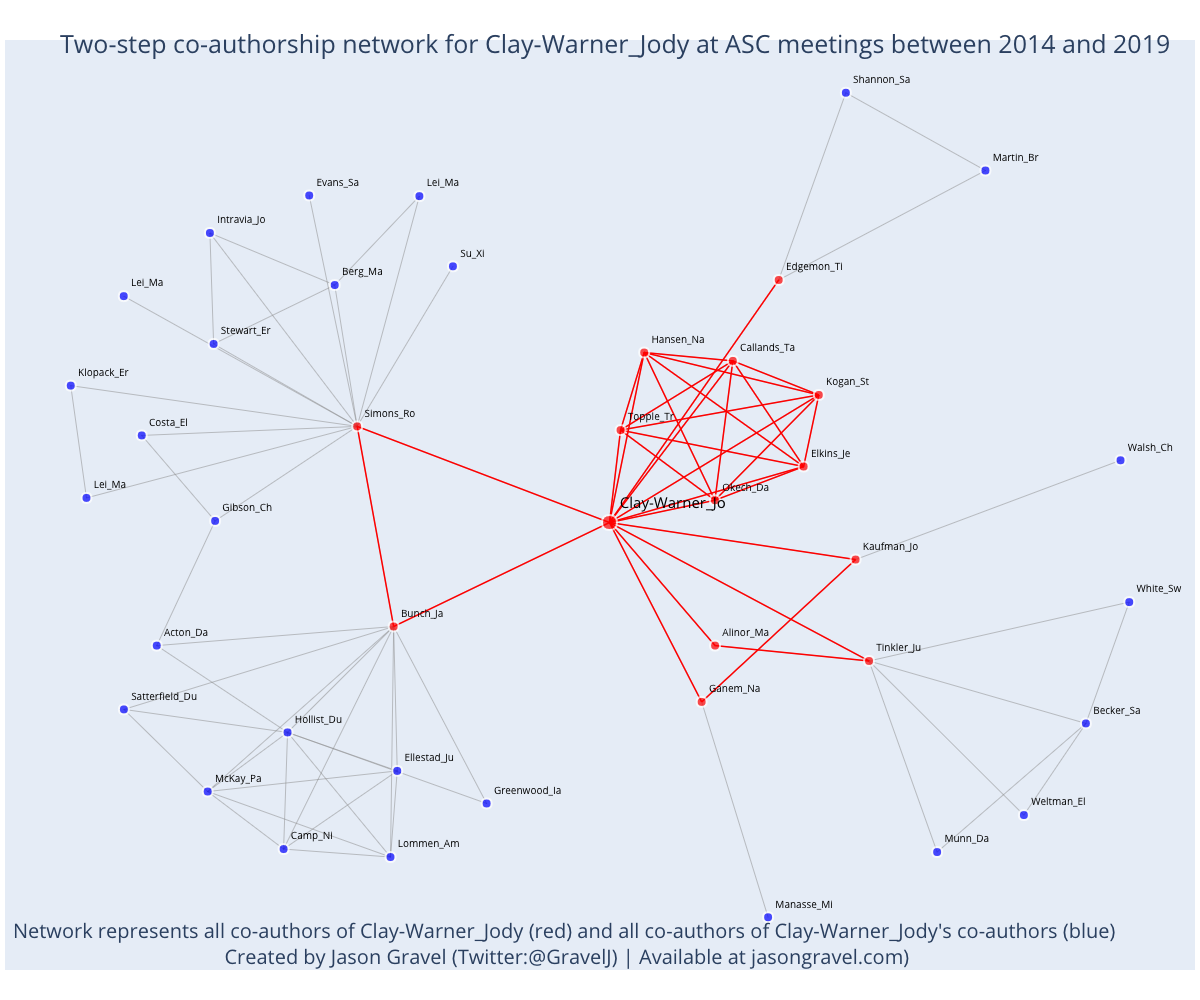 Two-step co-authorship network for Clay-Warner_Jody at ASC meetings between 2014 and 2019
Shannon_Sa
Martin_Br
Evans_Sa
Lei_Ma
Intravia_Jo
Su_Xi
Berg_Ma
Edgemon_Ti
Lei_Ma
Stewart_Er
Hansen_Na
Callands_Ta
Klopack_Er
Kogan_St
Simons_Ro
Topple_Tr
Costa_El
Walsh_Ch
Elkins_Je
Lei_Ma
Okech_Da
Clay-Warner_Jo
Gibson_Ch
Kaufman_Jo
White_Sw
Bunch_Ja
Acton_Da
Alinor_Ma
Tinkler_Ju
Ganem_Na
Satterfield_Du
Becker_Sa
Hollist_Du
Ellestad_Ju
McKay_Pa
Greenwood_Ia
Weltman_El
Camp_Ni
Lommen_Am
Munn_Da
Manasse_Mi
Network represents all co-authors of Clay-Warner_Jody (red) and all co-authors of Clay-Warner_Jody's co-authors (blue)
Created by Jason Gravel (Twitter:@GravelJ) | Available at jasongravel.com)